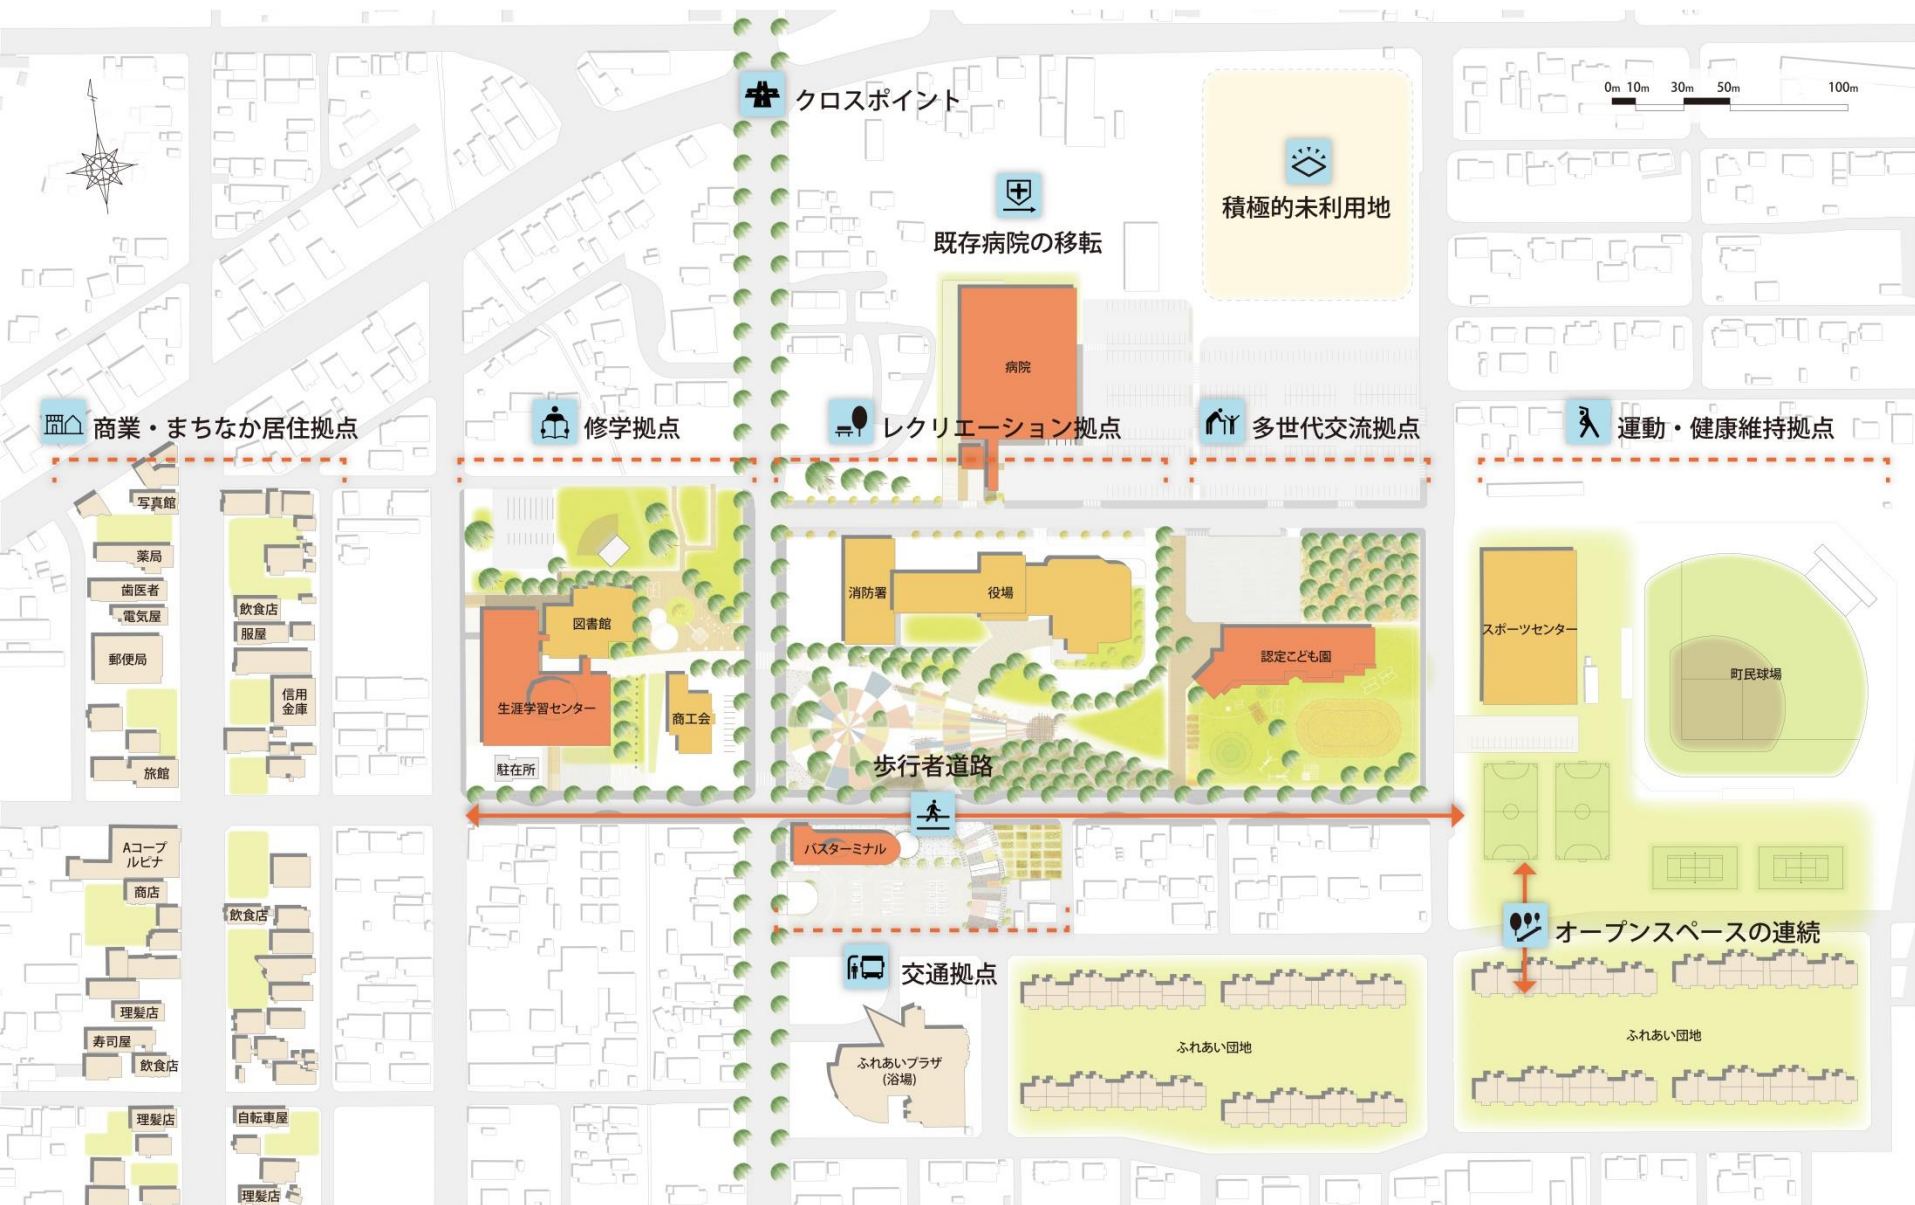 クロスポイント
0m 10m 30m 50m 100m
積極的未利用地
既存病院の移転
病院
商業・まちなか居住拠点
修学拠点
レクリエーション拠点
多世代交流拠点
運動・健康維持拠点
写真館
薬局
歯医者
電気屋
郵便局
旅館
飲食店
服屋
信用
金庫
図書館
生涯学習センター
商工会
駐在所
消防署
役場
認定こども園
スポーツセンター
町民球場
歩行者道路
バスターミナル
Aコープ
ルピナ
商店
飲食店
理髪店
寿司屋
飲食店
理髪店
自転車屋
理髪店
交通拠点
オープンスペースの連続
ふれあいプラザ
(浴場)
ふれあい団地
ふれあい団地